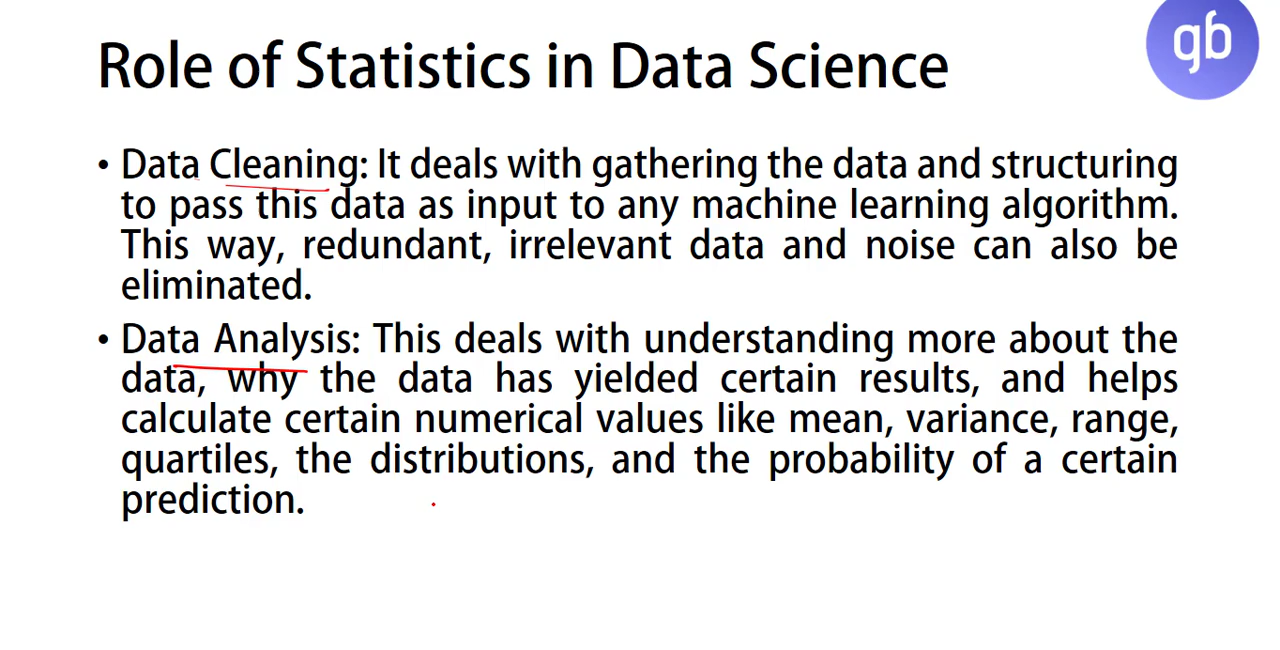 Role of Statistics in Data Science
gb
• Data Cleaning: It deals with gathering the data and structuring
to pass this data as input to any machine learning algorithm.
This way, redundant, irrelevant data and noise can also be
eliminated.
• Data Analysis: This deals with understanding more about the
data, why the data has yielded certain results, and helps
calculate certain numerical values like mean, variance, range,
quartiles, the distributions, and the probability of a certain
prediction.